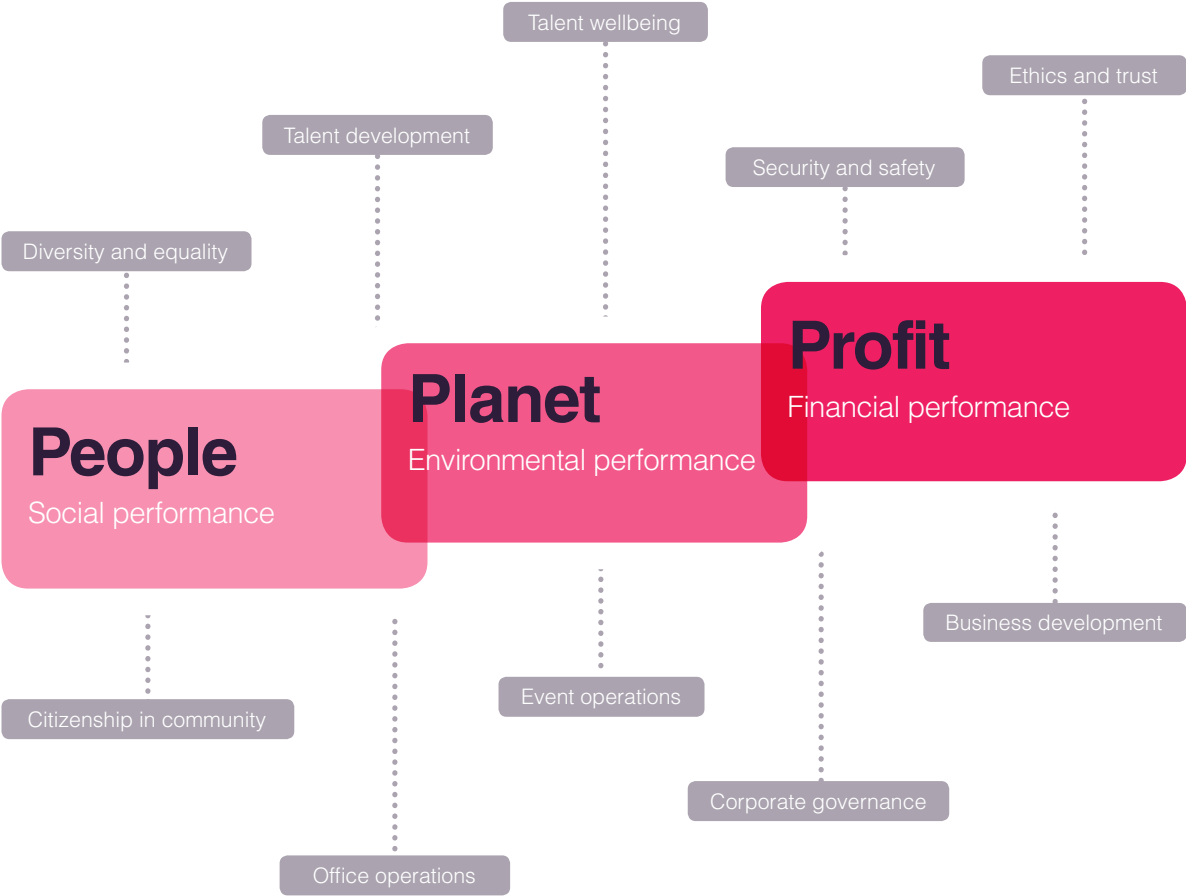 Talent wellbeing
Ethics and trust
Talent development
Security and safety
Diversity and equality
Profit
Financial performance
Planet
Environmental performance
People
Social performance
Business development
Event operations
Citizenship in community
Corporate governance
Office operations